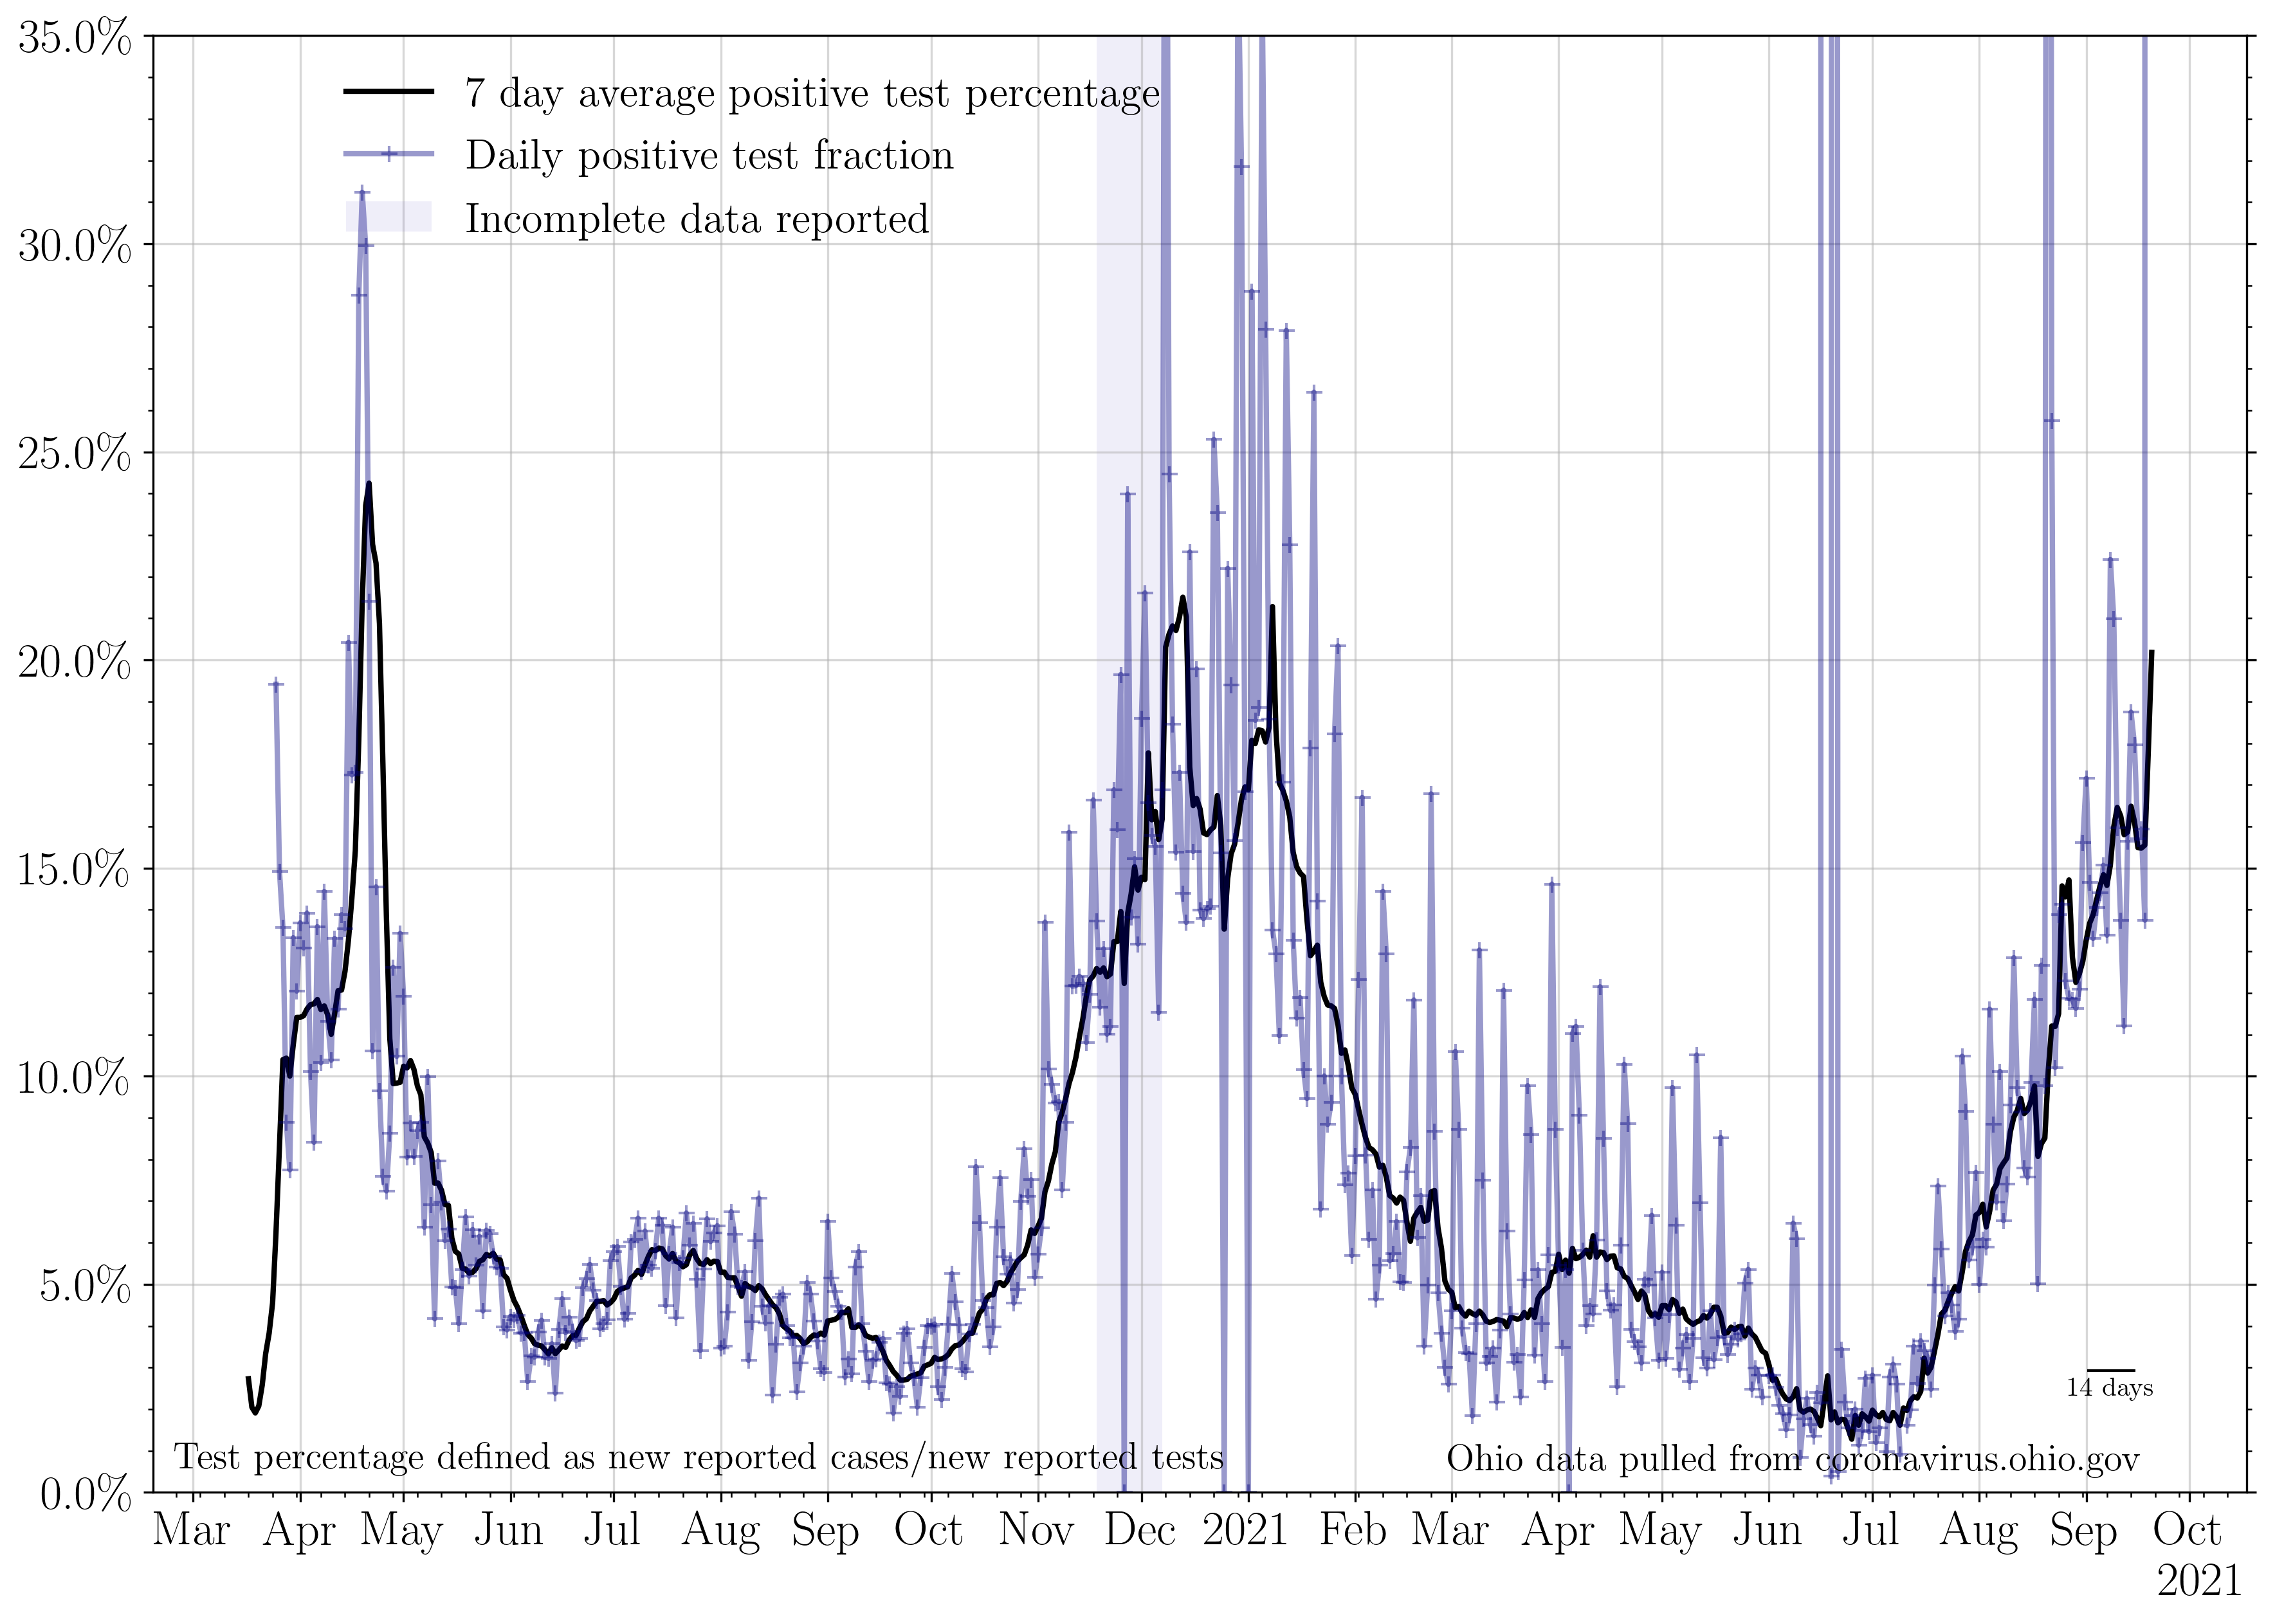 35.0%
30.0%
25.0%
20.0%
15.0%
10.0%
5.0%
0.0%
7 day average positive test percentage
Daily positive test fraction
Incomplete data reported
14 days
Test percentage defined as new reported cases/new reported tests
Ohio data pulled from coronavirus.ohio.gov
Mar Apr May Jun Jul Aug Sep Oct Nov Dec 2021 Feb Mar Apr May Jun Jul Aug Sep Oct
2021